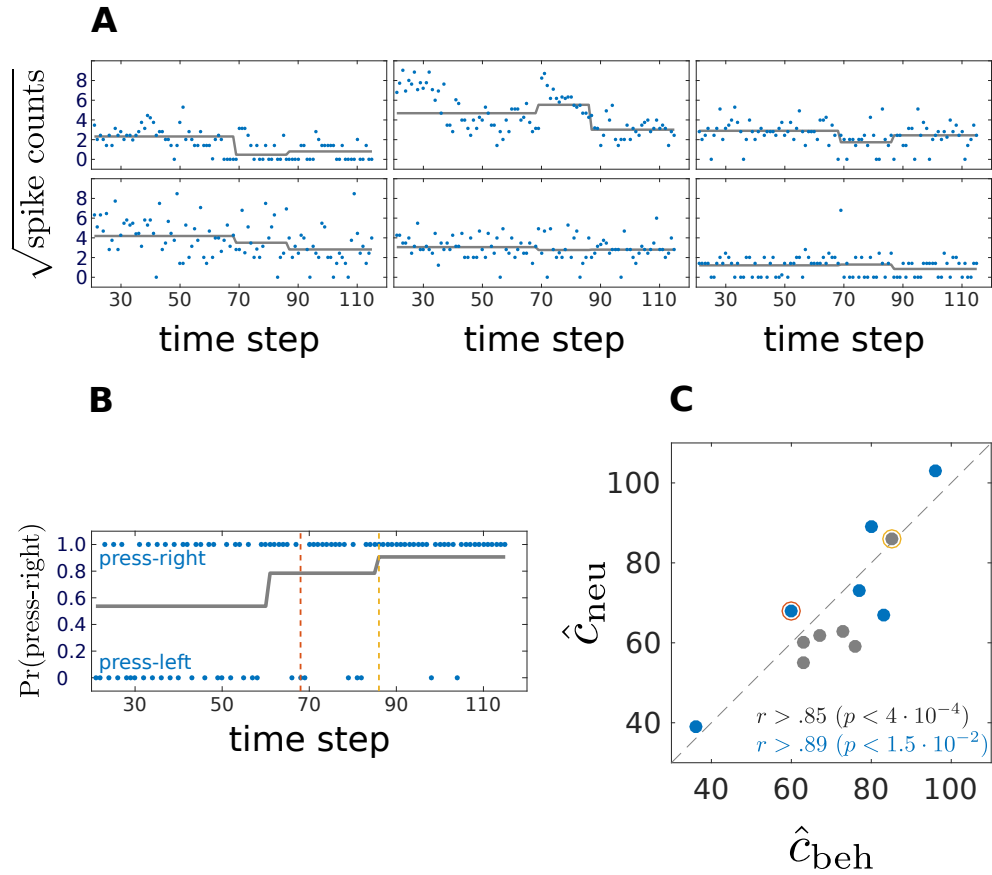 A
√spike counts
8
6
4
2
0
8
6
4
2
0
30 50 70 90 110
30 50 70 90 110
30 50 70 90 110
time step
time step
time step
B
Pr(press-right)
1.0
0.8
0.6
0.4
0.2
0
press-right
press-left
30 50 70 90 110
time step
C
ĉneu
100
80
60
40
r > .85 (p < 4 · 10⁻⁴)
r > .89 (p < 1.5 · 10⁻²)
40 60 80 100
ĉbeh